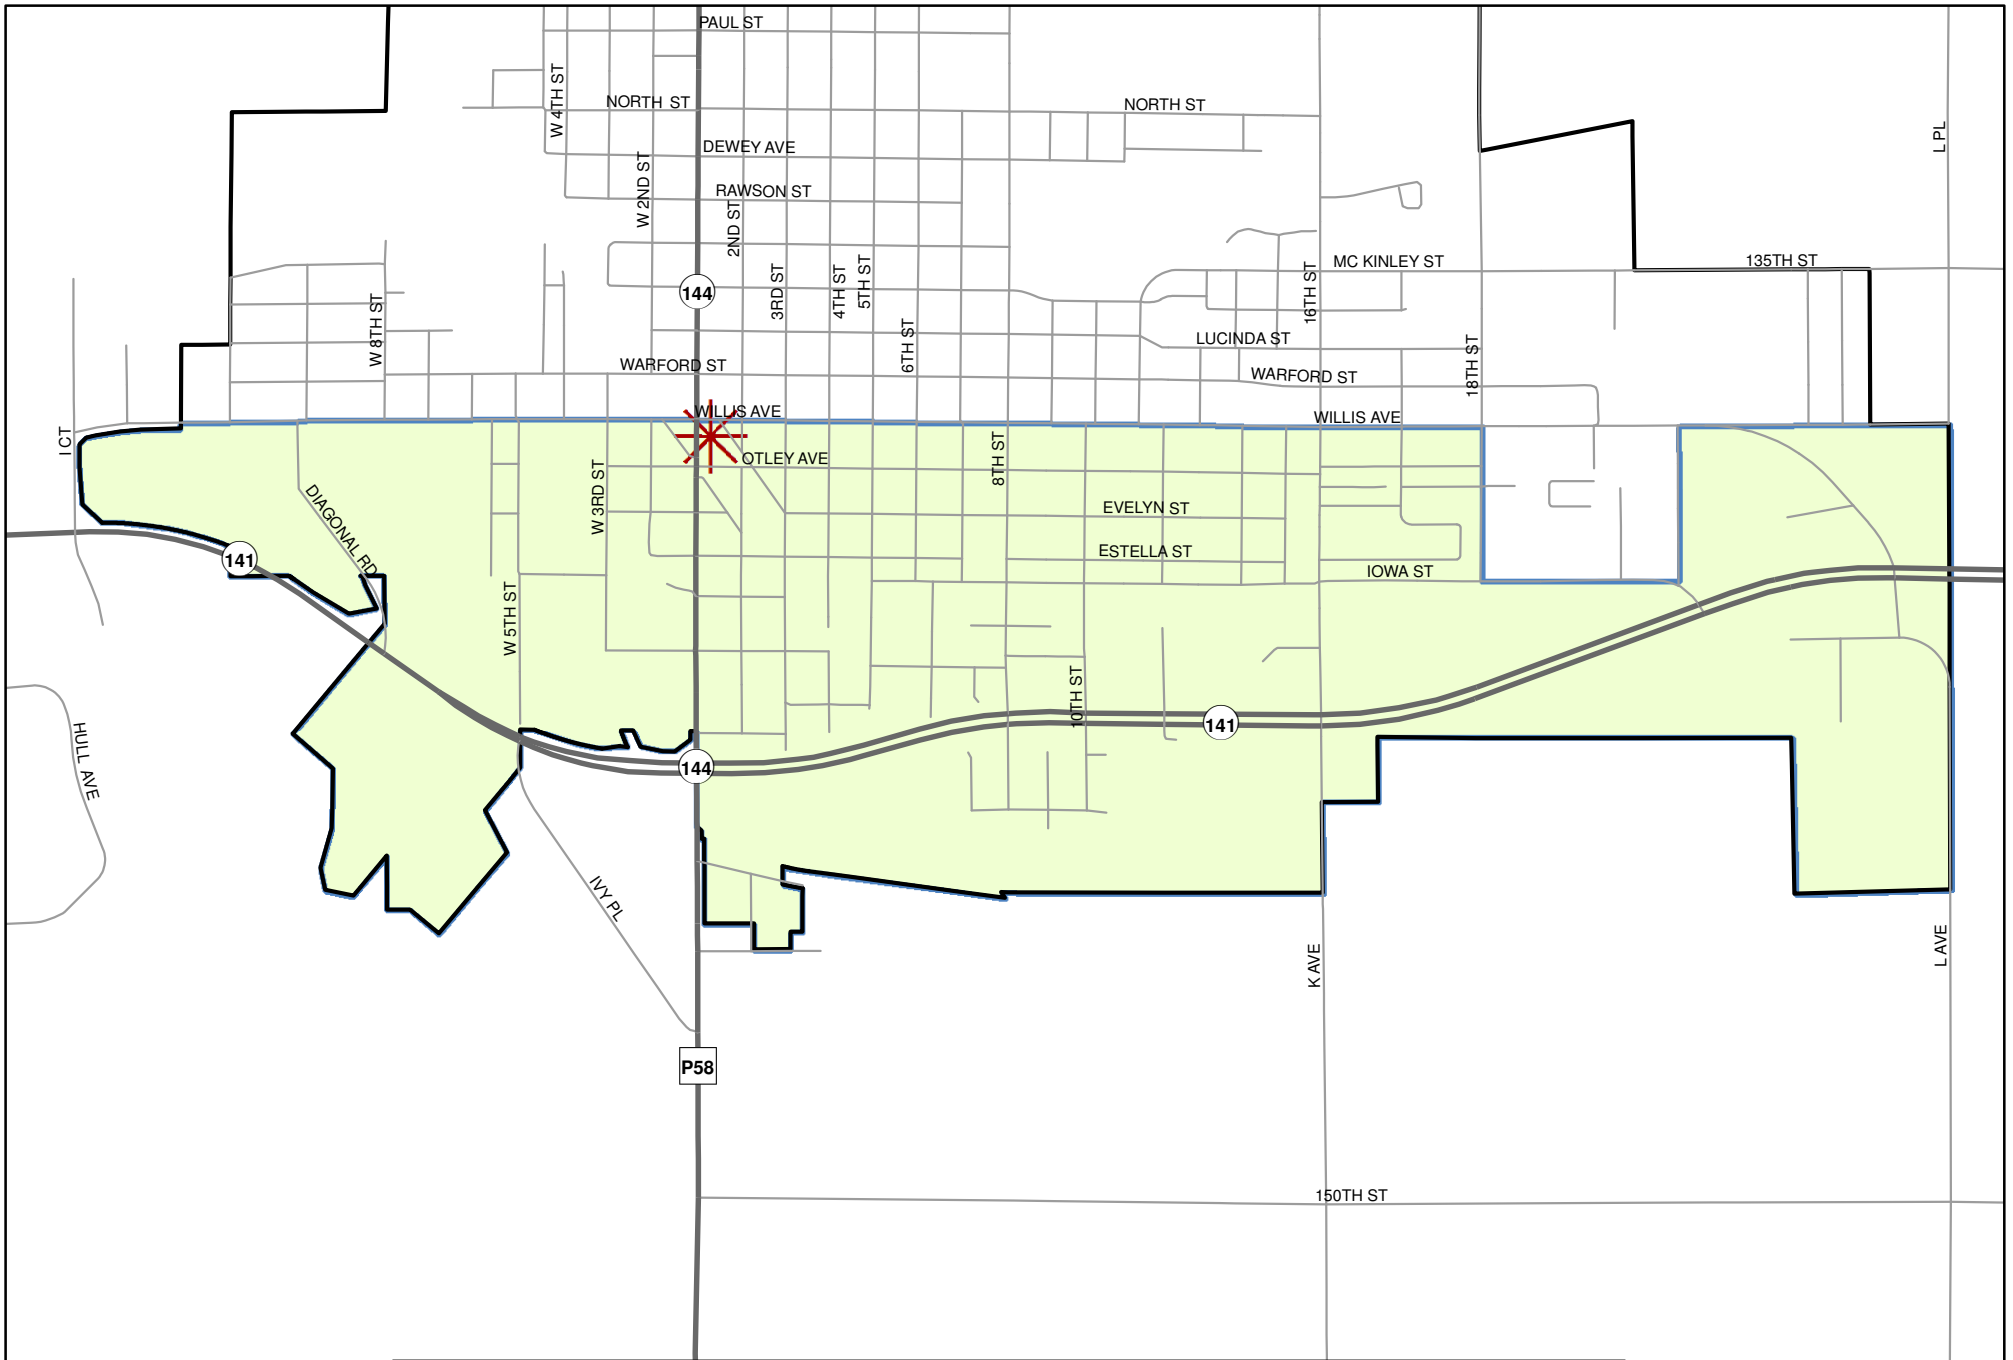 PAUL ST
W 4TH ST
NORTH ST
NORTH ST
L PL
DEWEY AVE
W 2ND ST
RAWSON ST
2ND ST
MC KINLEY ST
135TH ST
144
3RD ST
4TH ST
5TH ST
16TH ST
W 8TH ST
6TH ST
LUCINDA ST
18TH ST
WARFORD ST
WARFORD ST
WILLIS AVE
WILLIS AVE
I CT
OTLEY AVE
8TH ST
W 3RD ST
DIAGONAL RD
EVELYN ST
141
ESTELLA ST
IOWA ST
W 5TH ST
10TH ST
141
HULL AVE
144
IVY PL
K AVE
L AVE
P58
150TH ST